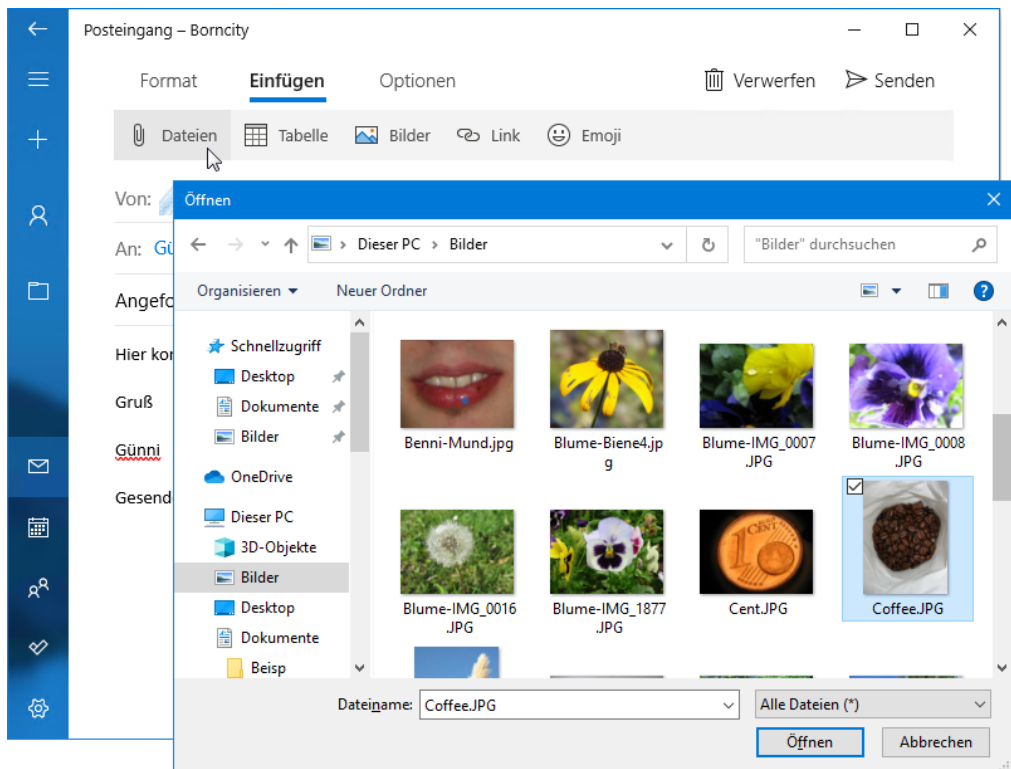 Posteingang – Borncity
Format Einfügen Optionen Verwerfen Senden
Dateien Tabelle Bilder Link Emoji
Von:
An: Gü
Angefo
Hier kor
Gruß
Günni
Gesend
Öffnen
Dieser PC › Bilder
"Bilder" durchsuchen
Organisieren Neuer Ordner
Schnellzugriff
Desktop
Dokumente
Bilder
OneDrive
Dieser PC
3D-Objekte
Bilder
Desktop
Dokumente
Beisp
Benni-Mund.jpg
Blume-Biene4.jp
g
Blume-IMG_0007
.JPG
Blume-IMG_0008
.JPG
Blume-IMG_0016
.JPG
Blume-IMG_1877
.JPG
Cent.JPG
Coffee.JPG
Dateiname: Coffee.JPG Alle Dateien (*)
Öffnen Abbrechen